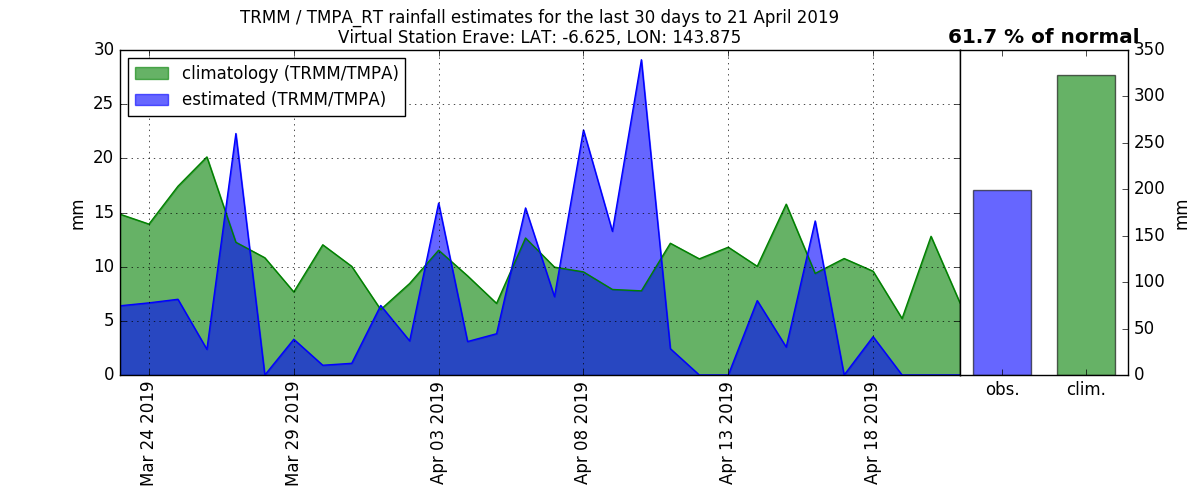 TRMM / TMPA_RT rainfall estimates for the last 30 days to 21 April 2019
Virtual Station Erave: LAT: -6.625, LON: 143.875
61.7 % of normal
climatology (TRMM/TMPA)
estimated (TRMM/TMPA)
30
25
20
15
10
5
0
mm
350
300
250
200
150
100
50
0
mm
Mar 24 2019
Mar 29 2019
Apr 03 2019
Apr 08 2019
Apr 13 2019
Apr 18 2019
obs.
clim.